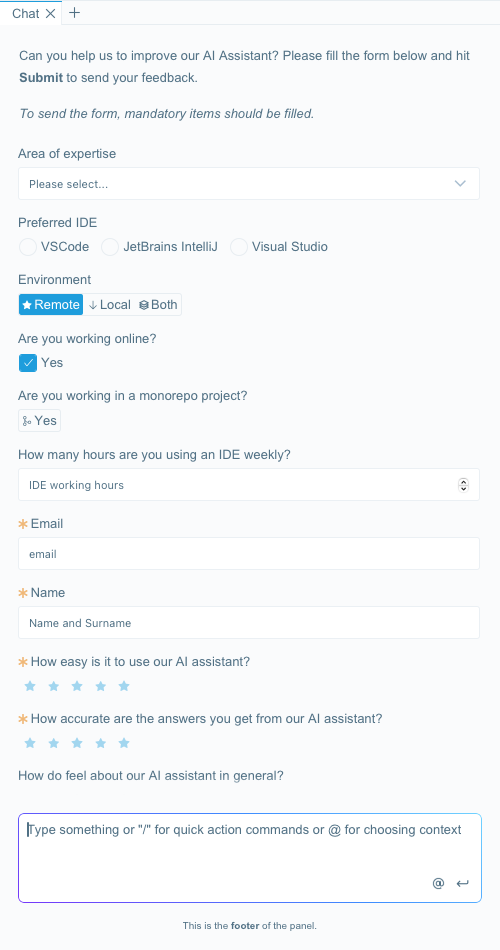 Chat
Can you help us to improve our AI Assistant? Please fill the form below and hit
Submit to send your feedback.
To send the form, mandatory items should be filled.
Area of expertise
Please select...
Preferred IDE
VSCode JetBrains IntelliJ Visual Studio
Environment
Remote Local Both
Are you working online?
Yes
Are you working in a monorepo project?
Yes
How many hours are you using an IDE weekly?
IDE working hours
Email
email
Name
Name and Surname
How easy is it to use our AI assistant?
How accurate are the answers you get from our AI assistant?
How do feel about our AI assistant in general?
Type something or "/" for quick action commands or @ for choosing context
@
This is the footer of the panel.